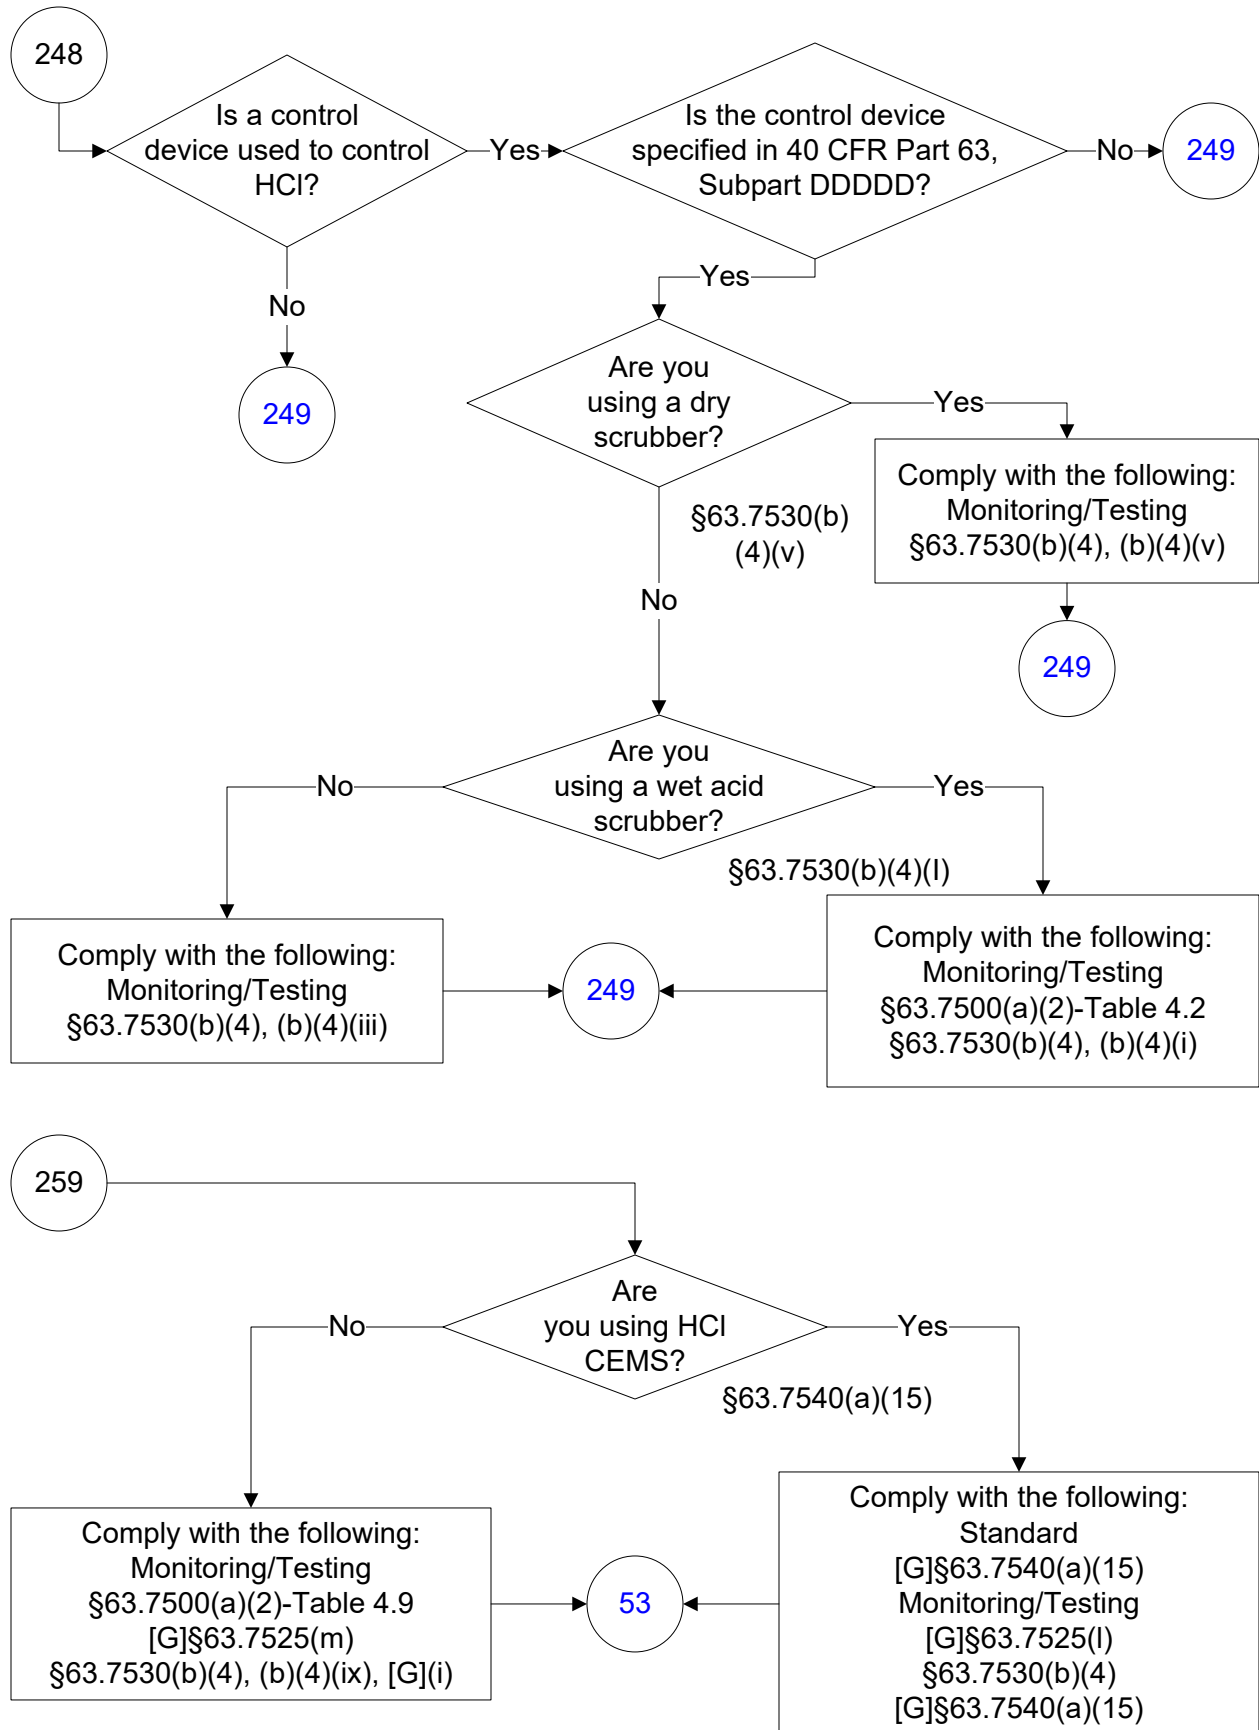 248
Is a control
device used to control
HCl?
Yes
Is the control device
specified in 40 CFR Part 63,
Subpart DDDDD?
No
249
No
249
Yes
Are you
using a dry
scrubber?
Yes
Comply with the following:
Monitoring/Testing
§63.7530(b)(4), (b)(4)(v)
§63.7530(b)
(4)(v)
No
249
Are you
using a wet acid
scrubber?
No
Yes
§63.7530(b)(4)(I)
Comply with the following:
Monitoring/Testing
§63.7530(b)(4), (b)(4)(iii)
249
Comply with the following:
Monitoring/Testing
§63.7500(a)(2)-Table 4.2
§63.7530(b)(4), (b)(4)(i)
259
Are
you using HCl
CEMS?
No
Yes
§63.7540(a)(15)
Comply with the following:
Monitoring/Testing
§63.7500(a)(2)-Table 4.9
[G]§63.7525(m)
§63.7530(b)(4), (b)(4)(ix), [G](i)
53
Comply with the following:
Standard
[G]§63.7540(a)(15)
Monitoring/Testing
[G]§63.7525(l)
§63.7530(b)(4)
[G]§63.7540(a)(15)